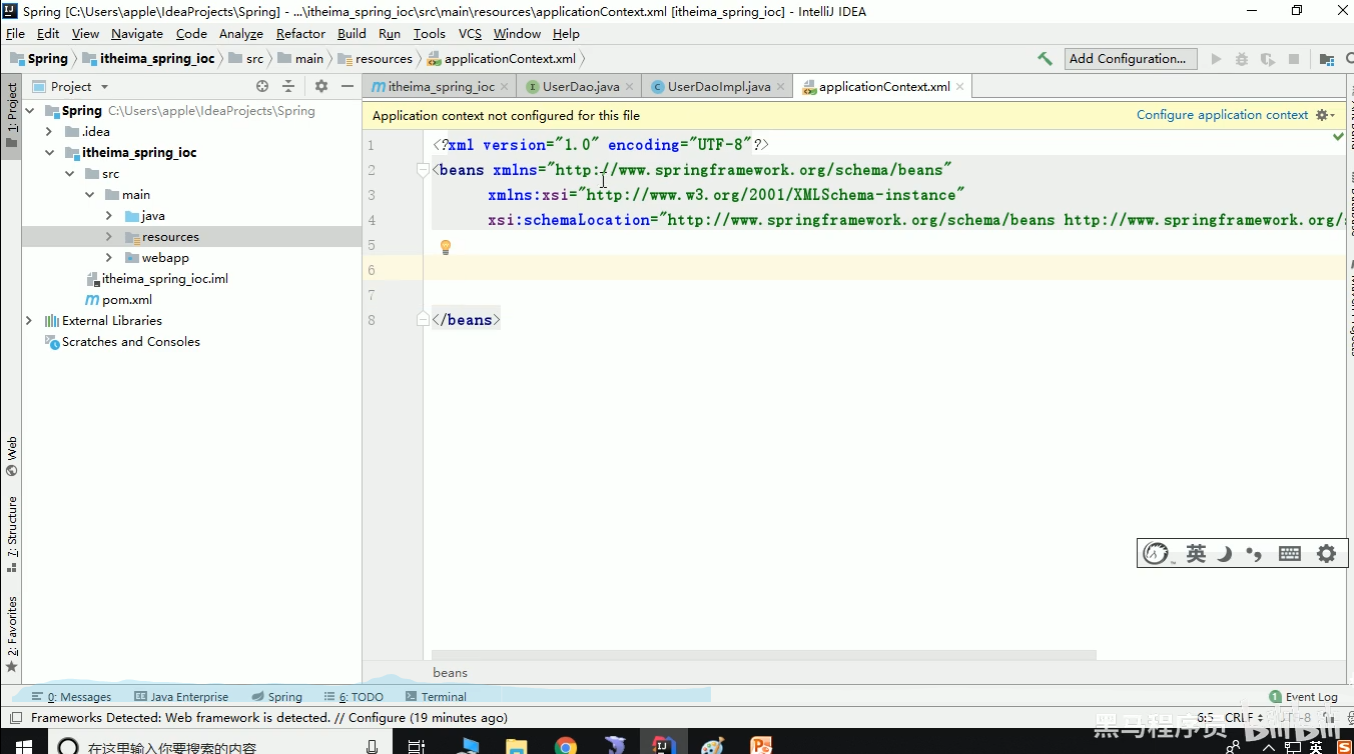 Spring [C:\Users\apple\IdeaProjects\Spring] - ...\itheima_spring_ioc\src\main\resources\applicationContext.xml [itheima_spring_ioc] - IntelliJ IDEA
File Edit View Navigate Code Analyze Refactor Build Run Tools VCS Window Help
Spring itheima_spring_ioc src main resources applicationContext.xml Add Configuration...
1: Project
Project
itheima_spring_ioc UserDao.java UserDaoImpl.java applicationContext.xml
Spring C:\Users\apple\IdeaProjects\Spring
.idea
itheima_spring_ioc
src
main
java
resources
webapp
itheima_spring_ioc.iml
pom.xml
External Libraries
Scratches and Consoles
Application context not configured for this file Configure application context
1 <?xml version="1.0" encoding="UTF-8"?>
2 <beans xmlns="http://www.springframework.org/schema/beans"
3 xmlns:xsi="http://www.w3.org/2001/XMLSchema-instance"
4 xsi:schemaLocation="http://www.springframework.org/schema/beans http://www.springframework.org/
5
6
7
8 </beans>
beans
Web
7: Structure
2: Favorites
英
0: Messages Java Enterprise Spring 6: TODO Terminal 1 Event Log
Frameworks Detected: Web framework is detected. // Configure (19 minutes ago) 6:5 CRLF UTF-8
黑马程序员 bilibili
在这里输入你要搜索的内容 英